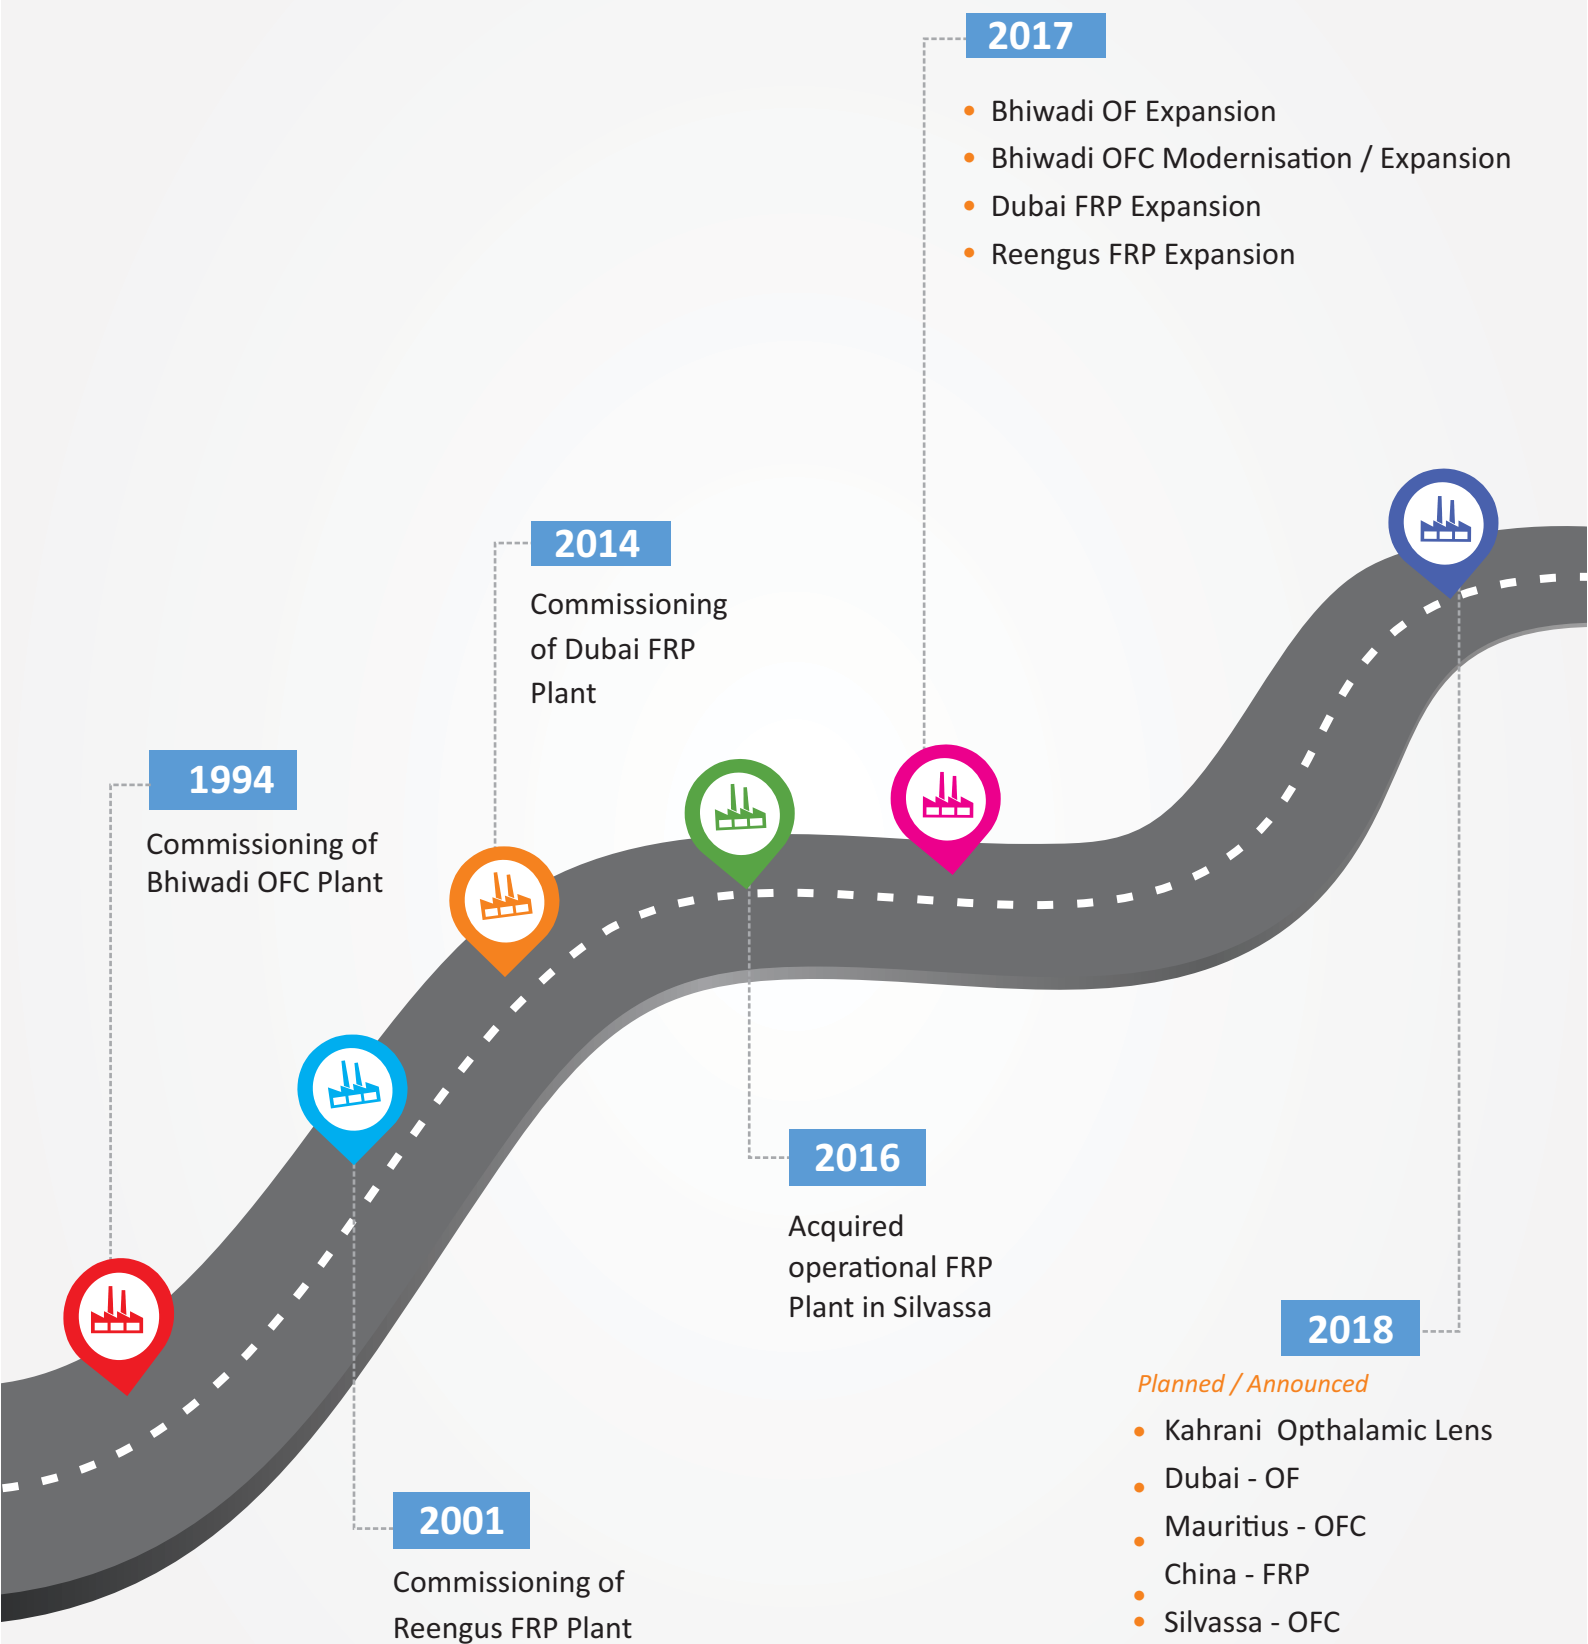 2017
• Bhiwadi OF Expansion
• Bhiwadi OFC Modernisation / Expansion
• Dubai FRP Expansion
• Reengus FRP Expansion
2014
Commissioning
of Dubai FRP
Plant
1994
Commissioning of
Bhiwadi OFC Plant
2016
Acquired
operational FRP
Plant in Silvassa
2018
Planned / Announced
• Kahrani Opthalamic Lens
• Dubai - OF
• Mauritius - OFC
• China - FRP
• Silvassa - OFC
2001
Commissioning of
Reengus FRP Plant